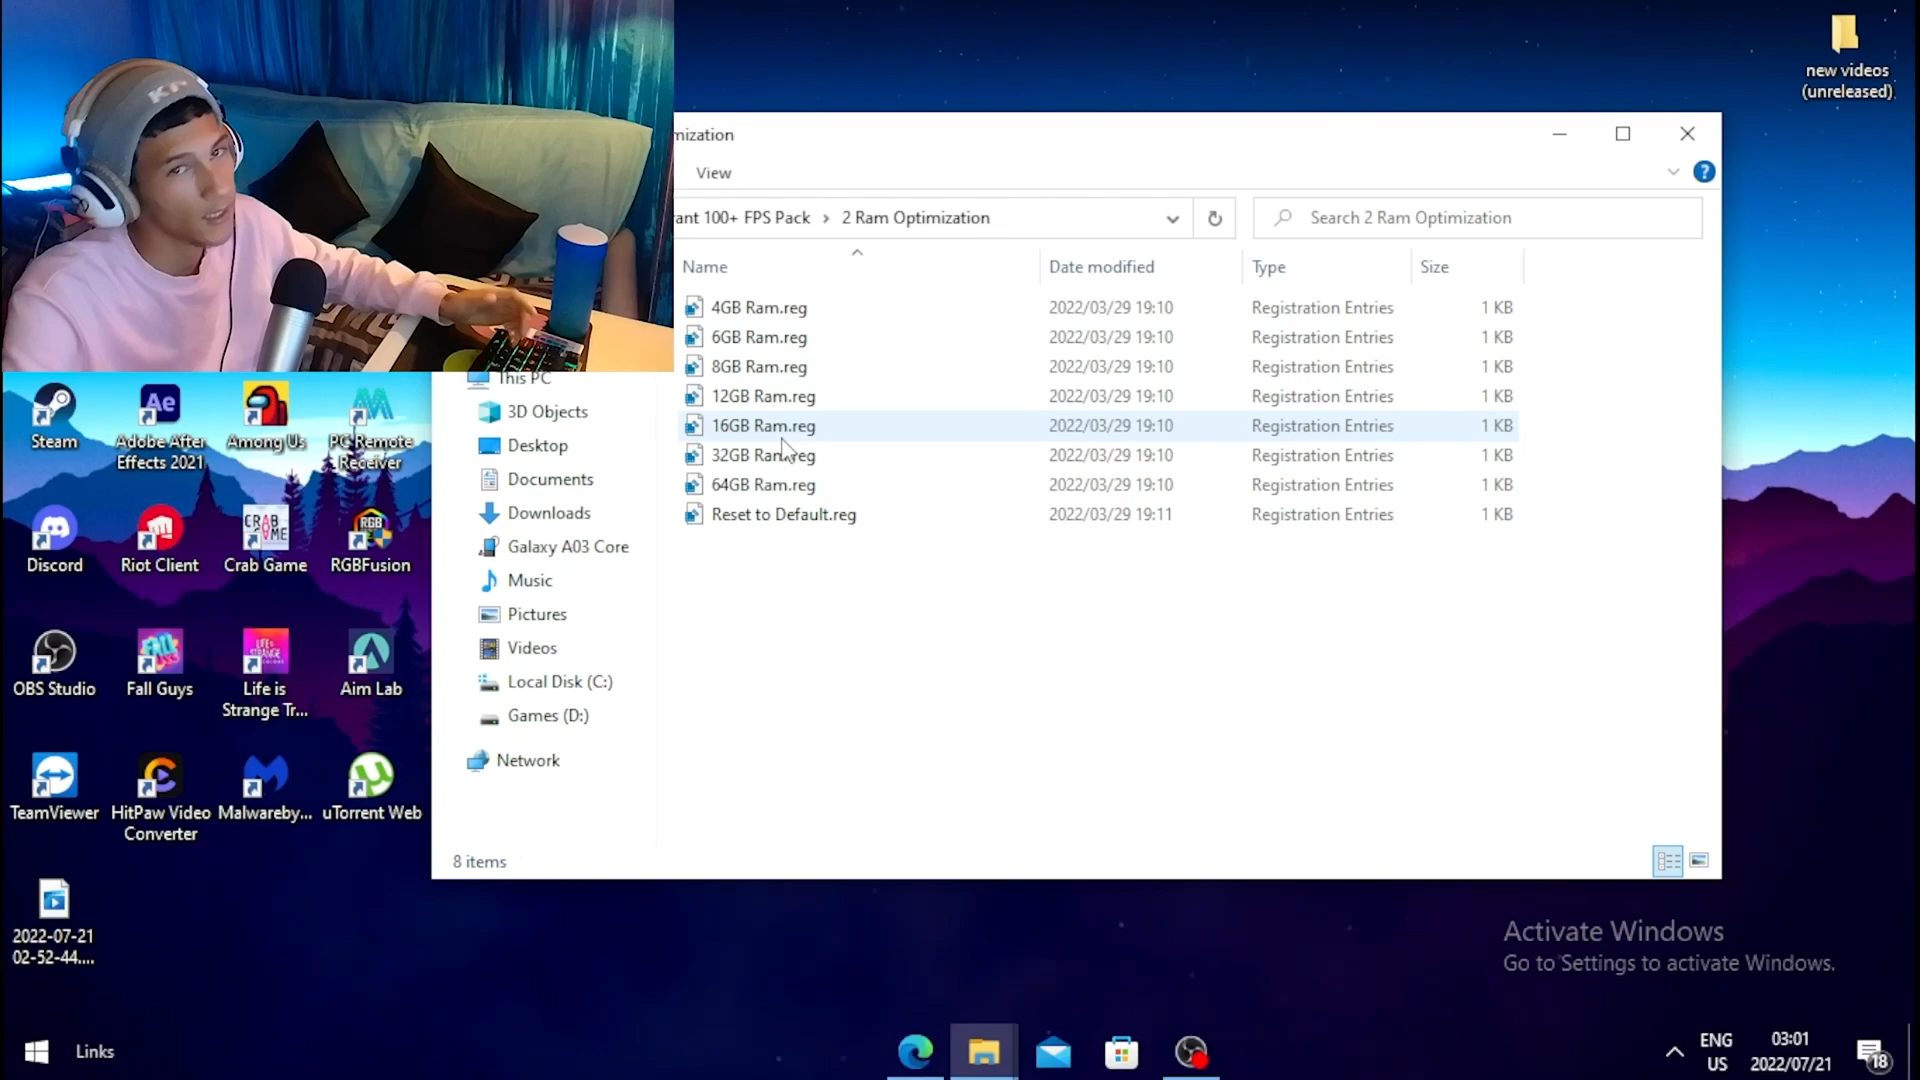 new videos
(unreleased)
mization
View
rant 100+ FPS Pack > 2 Ram Optimization
Search 2 Ram Optimization
Name
Date modified
Type
Size
4GB Ram.reg 2022/03/29 19:10 Registration Entries 1 KB
6GB Ram.reg 2022/03/29 19:10 Registration Entries 1 KB
8GB Ram.reg 2022/03/29 19:10 Registration Entries 1 KB
12GB Ram.reg 2022/03/29 19:10 Registration Entries 1 KB
16GB Ram.reg 2022/03/29 19:10 Registration Entries 1 KB
32GB Ram.reg 2022/03/29 19:10 Registration Entries 1 KB
64GB Ram.reg 2022/03/29 19:10 Registration Entries 1 KB
Reset to Default.reg 2022/03/29 19:11 Registration Entries 1 KB
This PC
3D Objects
Desktop
Documents
Downloads
Galaxy A03 Core
Music
Pictures
Videos
Local Disk (C:)
Games (D:)
Network
8 items
Steam
Adobe After
Effects 2021
Among Us
PC Remote
Receiver
Discord
Riot Client
Crab Game
RGBFusion
OBS Studio
Fall Guys
Life is
Strange Tr...
Aim Lab
TeamViewer
HitPaw Video
Converter
Malwareby...
uTorrent Web
2022-07-21
02-52-44....
Activate Windows
Go to Settings to activate Windows.
Links
ENG
US
03:01
2022/07/21
18